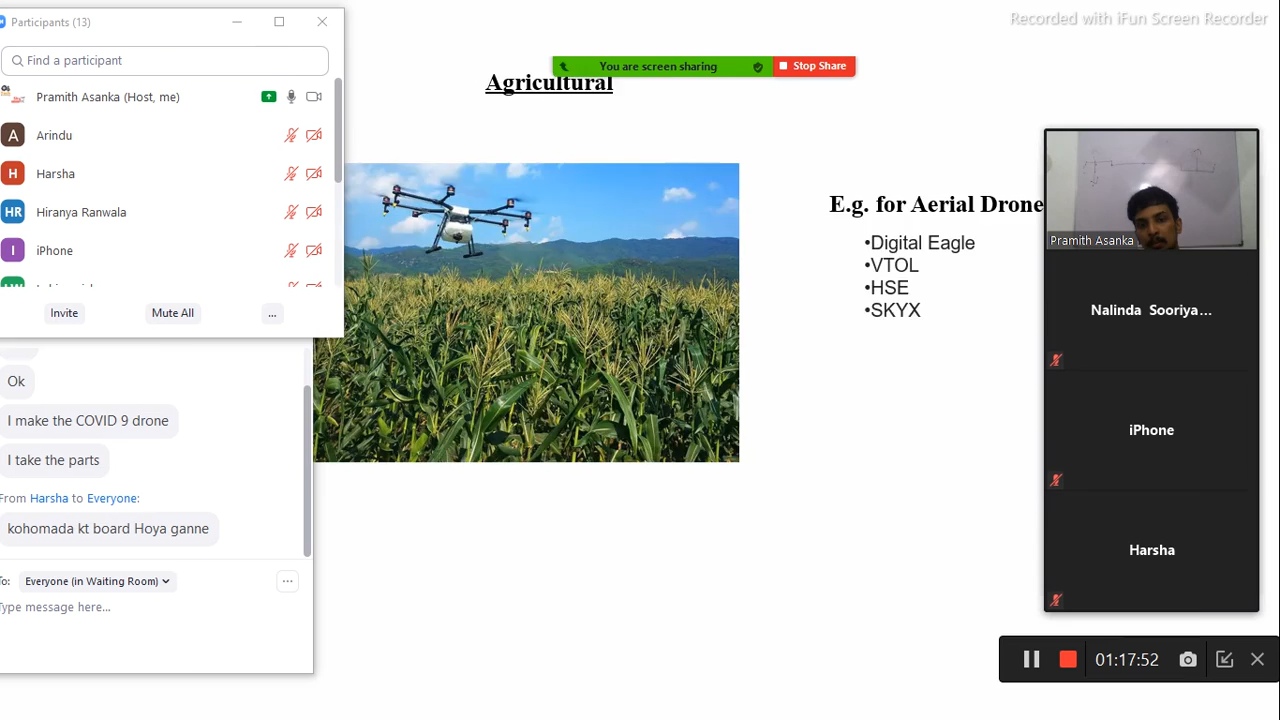 Participants (13)
Recorded with iFun Screen Recorder
Find a participant
You are screen sharing
Stop Share
Agricultural
Pramith Asanka (Host, me)
A
Arindu
H
Harsha
HR
Hiranya Ranwala
I
iPhone
Invite
Mute All
...
Ok
I make the COVID 9 drone
I take the parts
From Harsha to Everyone:
kohomada kt board Hoya ganne
To:
Everyone (in Waiting Room)
Type message here...
E.g. for Aerial Drone
•Digital Eagle
•VTOL
•HSE
•SKYX
Pramith Asanka
Nalinda Sooriya...
iPhone
Harsha
01:17:52